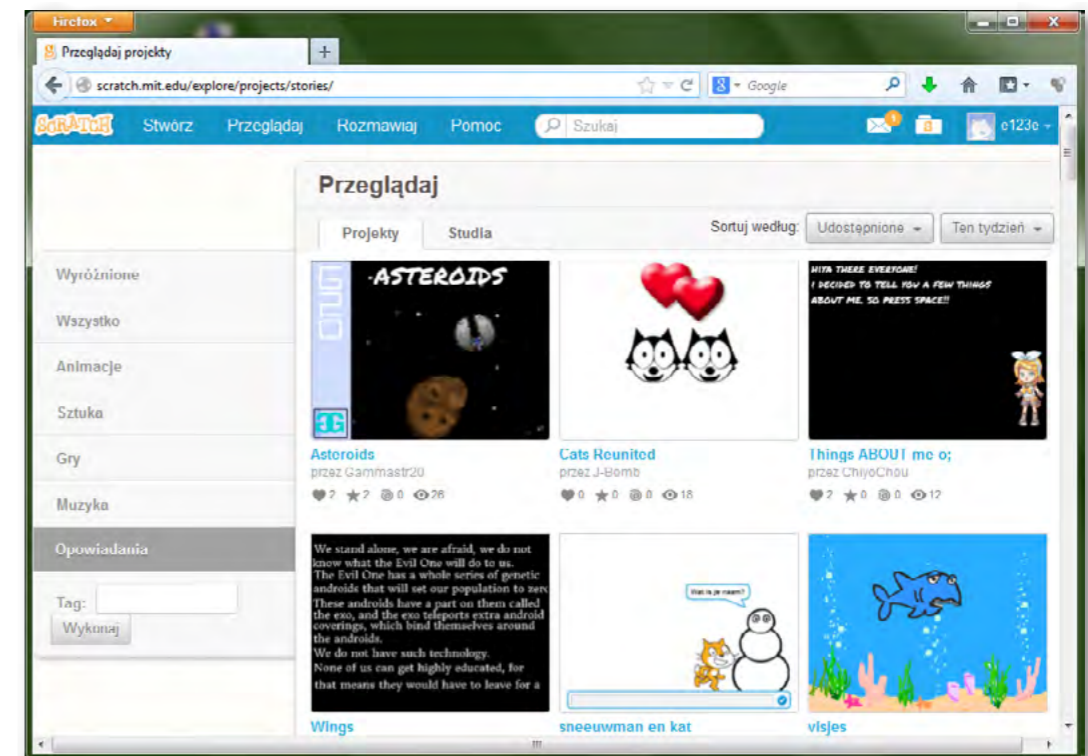 Firefox
Przeglądaj projekty
scratch.mit.edu/explore/projects/stories/
Google
SCRATCH Stwórz Przeglądaj Rozmawiaj Pomoc Szukaj 1 e123e
Przeglądaj
Projekty Studia Sortuj według: Udostępnione Ten tydzień
Wyróżnione
Wszystko
Animacje
Sztuka
Gry
Muzyka
Opowiadania
Tag:
Wykonaj
ASTEROIDS
HIYA THERE EVERYONE!
I DECIDED TO TELL YOU A FEW THINGS
ABOUT ME. SO PRESS SPACE!!
Asteroids
przez Gammastr20
2 2 0 26
Cats Reunited
przez J-Bomb
0 0 0 18
Things ABOUT me o;
przez ChiyoChou
2 0 0 12
We stand alone, we are afraid, we do not
know what the Evil One will do to us.
The Evil One has a whole series of genetic
androids that will set our population to zero
These androids have a part on them called
the exo, and the exo teleports extra android
coverings, which bind themselves around
the androids.
We do not have such technology.
None of us can get highly educated, for
that means they would have to leave for a
Wings
Wat is je naam?
sneeuwman en kat
visjes